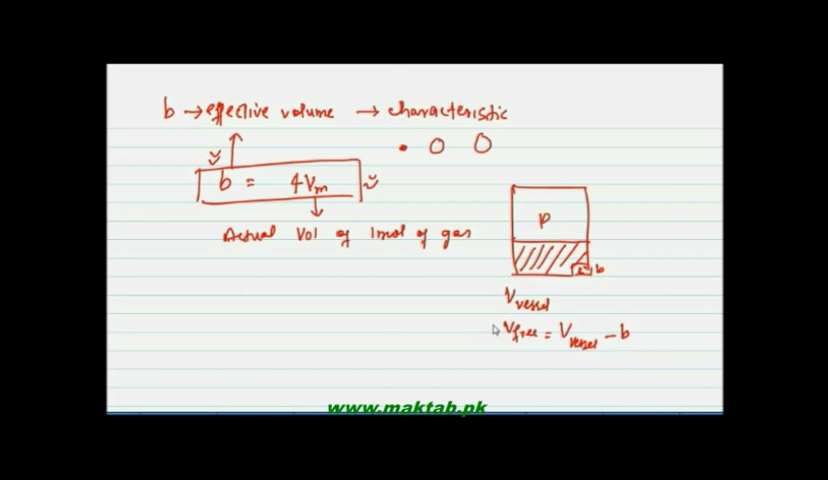 b → effective volume → characteristic
b = 4Vm
Actual Vol of 1mol of gas
P
b
Vvessel
Vfree = Vvessel - b
www.maktab.pk